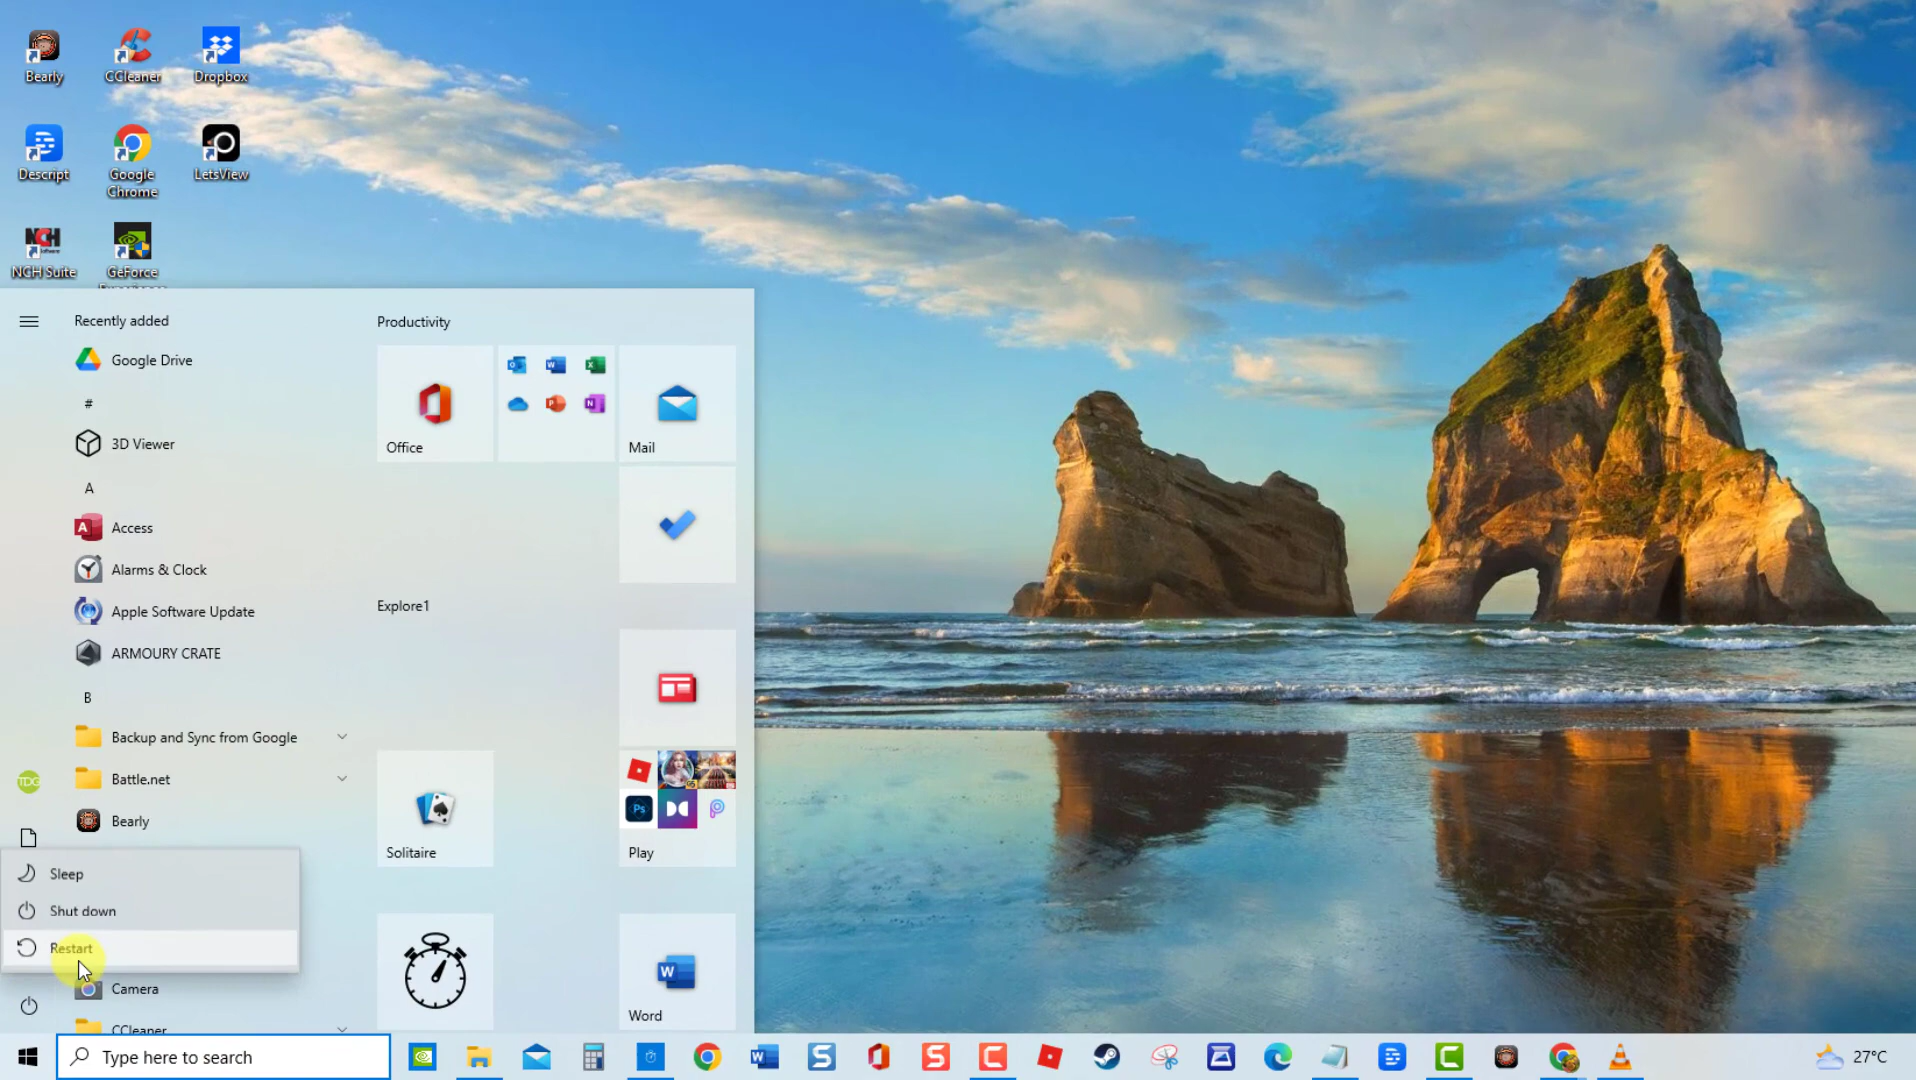 Bearly
CCleaner
Dropbox
Descript
Google
Chrome
LetsView
NCH Suite
GeForce
Recently added
Google Drive
#
3D Viewer
A
Access
Alarms & Clock
Apple Software Update
ARMOURY CRATE
B
Backup and Sync from Google
Battle.net
Bearly
TDG
Sleep
Shut down
Restart
Camera
CCleaner
Productivity
Office
Mail
Explore1
Solitaire
Play
Word
Type here to search
27°C